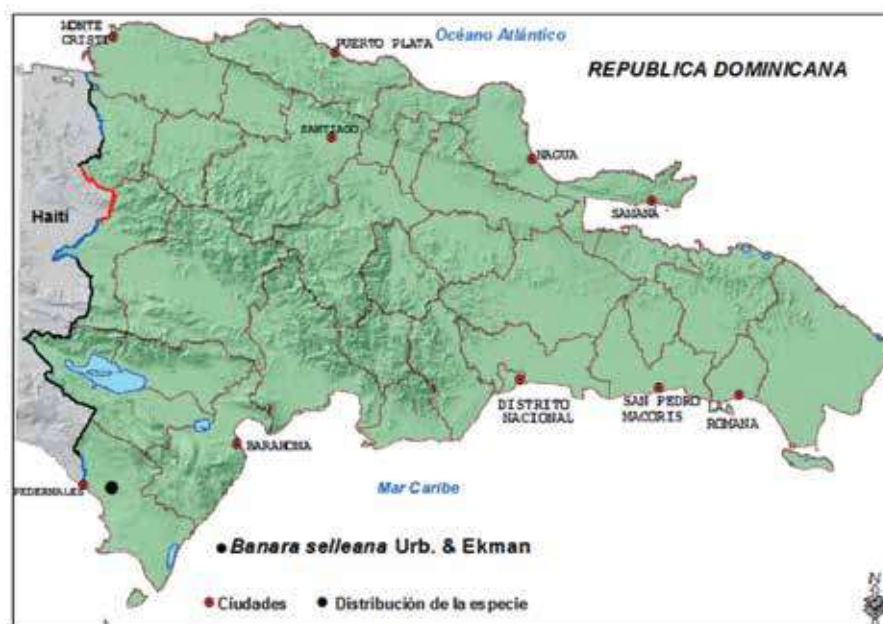 MONTE
CRISTI
PUERTO PLATA
Océano Atlántico
REPUBLICA DOMINICANA
SANTIAGO
NAGUA
SAMANA
Haití
DISTRITO
NACIONAL
SAN PEDRO
MACORIS
LA
ROMANA
BARAHONA
PEDERNALES
Mar Caribe
Banara selleana Urb. & Ekman
Ciudades
Distribución de la especie
N